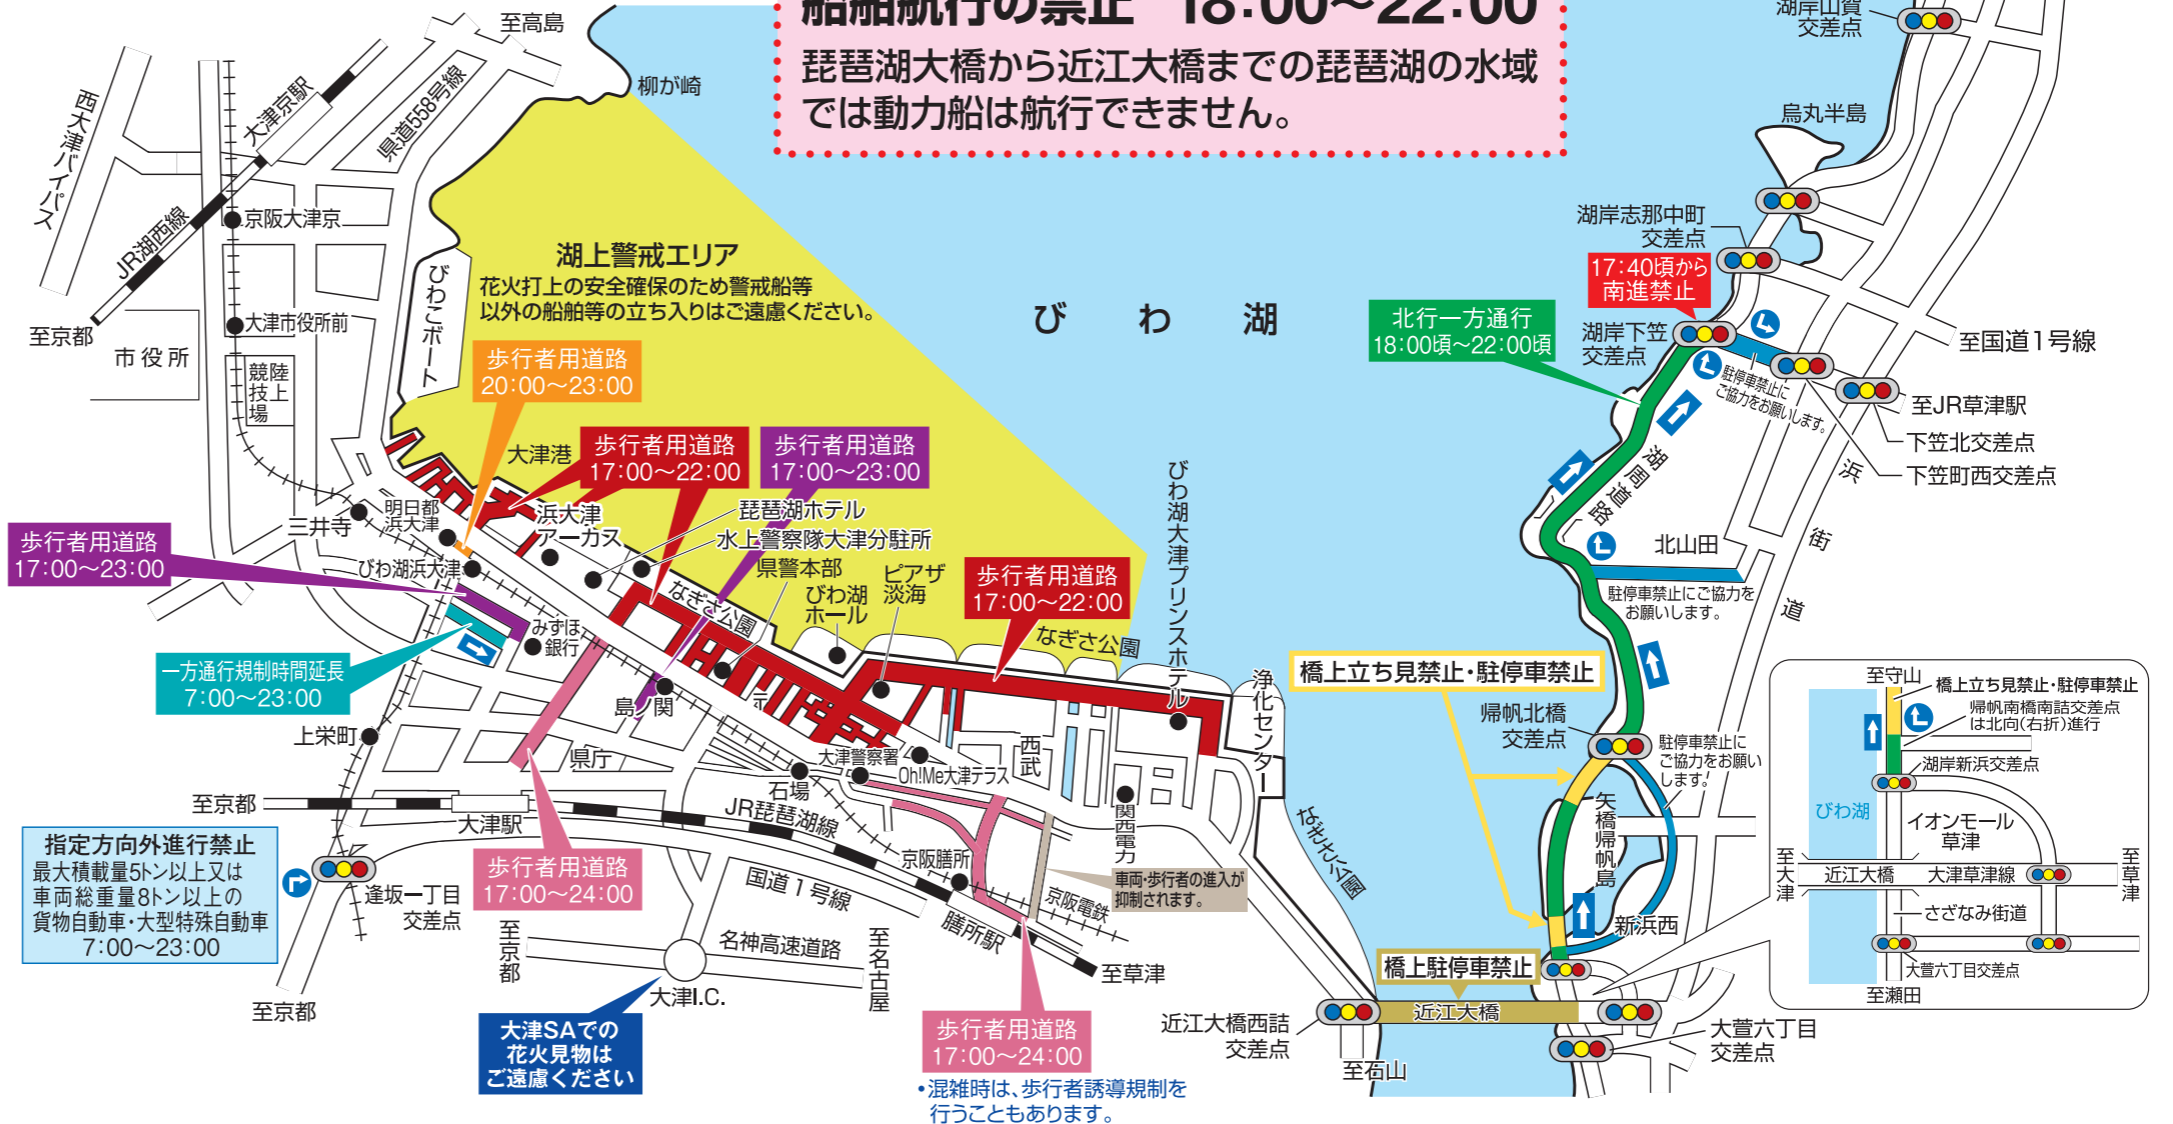 船舶航行の禁止 18:00〜22:00
琵琶湖大橋から近江大橋までの琵琶湖の水域
では動力船は航行できません。
至高島
柳が崎
西大津バイパス
大津京駅
県道558号線
JR湖西線
京阪大津京
至京都
大津市役所前
市役所
陸上
競技場
びわこボート
湖上警戒エリア
花火打上の安全確保のため警戒船等
以外の船舶等の立ち入りはご遠慮ください。
びわ湖
歩行者用道路
20:00〜23:00
大津港
歩行者用道路
17:00〜22:00
歩行者用道路
17:00〜23:00
明日都
浜大津
三井寺
浜大津
アーカス
琵琶湖ホテル
水上警察隊大津分駐所
県警本部
びわ湖
ホール
ピアザ
淡海
なぎさ公園
歩行者用道路
17:00〜22:00
なぎさ公園
びわ湖大津プリンスホテル
歩行者用道路
17:00〜23:00
びわ湖浜大津
みずほ
銀行
一方通行規制時間延長
7:00〜23:00
上栄町
島ノ関
県庁
大津警察署
石場
Oh!Me大津テラス
西武
関西電力
浄化センター
なぎさ公園
至京都
大津駅
JR琵琶湖線
京阪膳所
国道1号線
膳所駅
京阪電鉄
至草津
車両・歩行者の進入が
抑制されます。
指定方向外進行禁止
最大積載量5トン以上又は
車両総重量8トン以上の
貨物自動車・大型特殊自動車
7:00〜23:00
逢坂一丁目
交差点
至京都
歩行者用道路
17:00〜24:00
至京都
名神高速道路
至名古屋
大津I.C.
大津SAでの
花火見物は
ご遠慮ください
歩行者用道路
17:00〜24:00
・混雑時は、歩行者誘導規制を
行うこともあります。
湖岸山賀
交差点
烏丸半島
湖岸志那中町
交差点
17:40頃から
南進禁止
北行一方通行
18:00頃〜22:00頃
湖岸下笠
交差点
駐停車禁止に
ご協力をお願いします。
至国道1号線
至JR草津駅
下笠北交差点
下笠町西交差点
湖周道路
浜街道
北山田
駐停車禁止にご協力を
お願いします。
橋上立ち見禁止・駐停車禁止
帰帆北橋
交差点
駐停車禁止に
ご協力をお願い
します。
矢橋帰帆島
新浜西
橋上駐停車禁止
近江大橋
近江大橋西詰
交差点
至石山
大萱六丁目
交差点
至守山
橋上立ち見禁止・駐停車禁止
帰帆南橋南詰交差点
は北向(右折)進行
湖岸新浜交差点
びわ湖
イオンモール
草津
至大津
近江大橋
大津草津線
至草津
さざなみ街道
大萱六丁目交差点
至瀬田